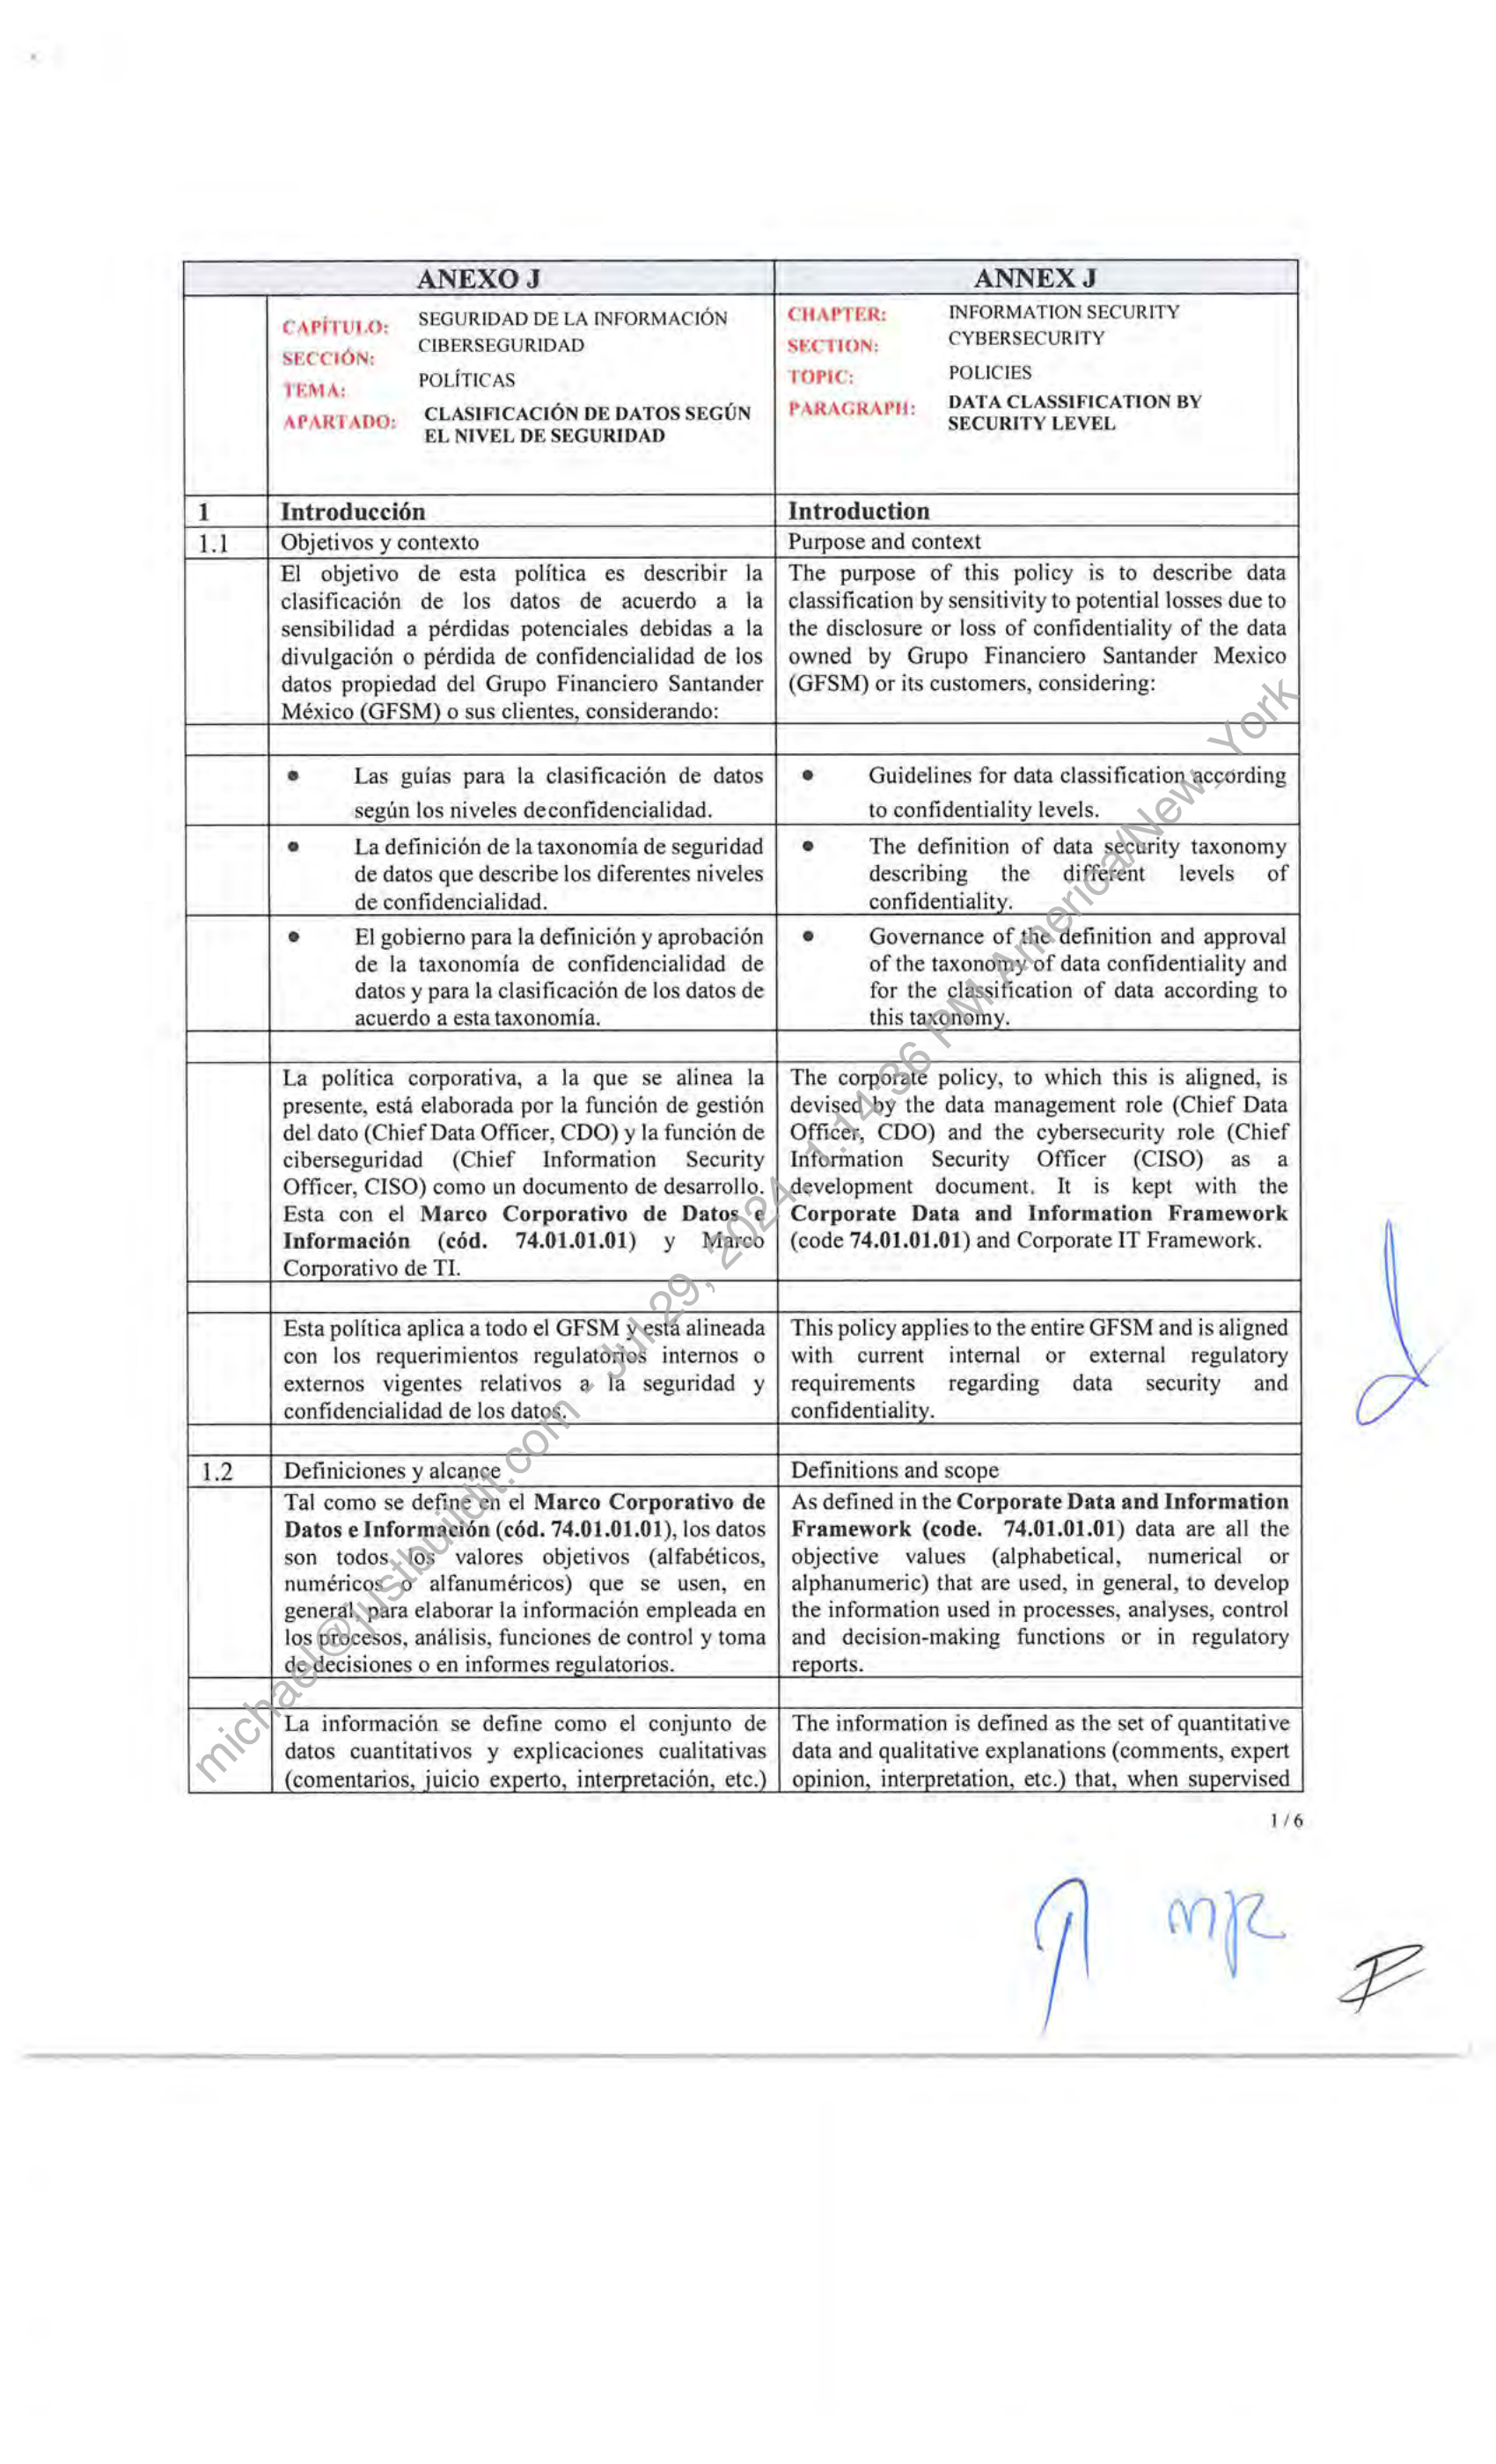 ANEXO J
CAPÍTULO: SEGURIDAD DE LA INFORMACIÓN
SECCIÓN: CIBERSEGURIDAD
TEMA: POLÍTICAS
APARTADO: CLASIFICACIÓN DE DATOS SEGÚN
EL NIVEL DE SEGURIDAD
ANNEX J
CHAPTER: INFORMATION SECURITY
SECTION: CYBERSECURITY
TOPIC: POLICIES
PARAGRAPH: DATA CLASSIFICATION BY
SECURITY LEVEL
1 Introducción
Introduction
1.1 Objetivos y contexto
Purpose and context
El objetivo de esta política es describir la
clasificación de los datos de acuerdo a la
sensibilidad a pérdidas potenciales debidas a la
divulgación o pérdida de confidencialidad de los
datos propiedad del Grupo Financiero Santander
México (GFSM) o sus clientes, considerando:
The purpose of this policy is to describe data
classification by sensitivity to potential losses due to
the disclosure or loss of confidentiality of the data
owned by Grupo Financiero Santander Mexico
(GFSM) or its customers, considering:
• Las guías para la clasificación de datos
según los niveles deconfidencialidad.
• Guidelines for data classification according
to confidentiality levels.
• La definición de la taxonomía de seguridad
de datos que describe los diferentes niveles
de confidencialidad.
• The definition of data security taxonomy
describing the different levels of
confidentiality.
• El gobierno para la definición y aprobación
de la taxonomía de confidencialidad de
datos y para la clasificación de los datos de
acuerdo a esta taxonomía.
• Governance of the definition and approval
of the taxonomy of data confidentiality and
for the classification of data according to
this taxonomy.
La política corporativa, a la que se alinea la
presente, está elaborada por la función de gestión
del dato (Chief Data Officer, CDO) y la función de
ciberseguridad (Chief Information Security
Officer, CISO) como un documento de desarrollo.
Esta con el Marco Corporativo de Datos e
Información (cód. 74.01.01.01) y Marco
Corporativo de TI.
The corporate policy, to which this is aligned, is
devised by the data management role (Chief Data
Officer, CDO) and the cybersecurity role (Chief
Information Security Officer (CISO) as a
development document. It is kept with the
Corporate Data and Information Framework
(code 74.01.01.01) and Corporate IT Framework.
Esta política aplica a todo el GFSM y está alineada
con los requerimientos regulatorios internos o
externos vigentes relativos a la seguridad y
confidencialidad de los datos.
This policy applies to the entire GFSM and is aligned
with current internal or external regulatory
requirements regarding data security and
confidentiality.
1.2 Definiciones y alcance
Definitions and scope
Tal como se define en el Marco Corporativo de
Datos e Información (cód. 74.01.01.01), los datos
son todos los valores objetivos (alfabéticos,
numéricos o alfanuméricos) que se usen, en
general, para elaborar la información empleada en
los procesos, análisis, funciones de control y toma
de decisiones o en informes regulatorios.
As defined in the Corporate Data and Information
Framework (code. 74.01.01.01) data are all the
objective values (alphabetical, numerical or
alphanumeric) that are used, in general, to develop
the information used in processes, analyses, control
and decision-making functions or in regulatory
reports.
La información se define como el conjunto de
datos cuantitativos y explicaciones cualitativas
(comentarios, juicio experto, interpretación, etc.)
The information is defined as the set of quantitative
data and qualitative explanations (comments, expert
opinion, interpretation, etc.) that, when supervised
1 / 6
michael@justbuidit.com - Jul 29, 2024, 1:14:36 PM America/New_York